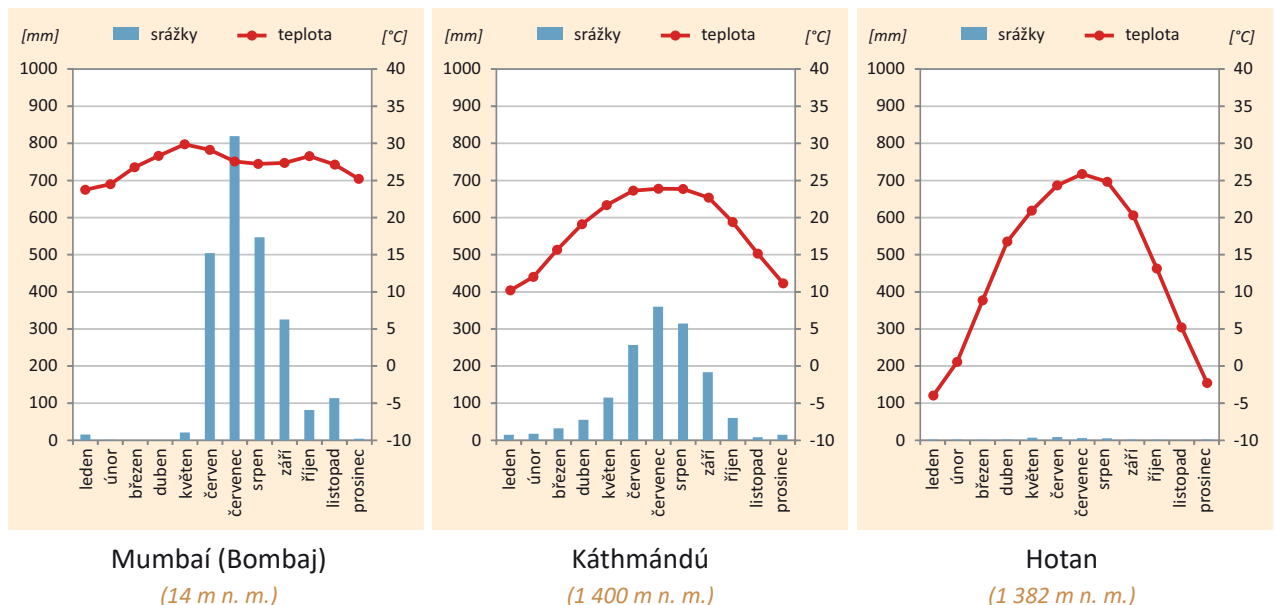 [mm] srážky teplota [°C]
1000 40
900 35
800 30
700 25
600 20
500 15
400 10
300 5
200 0
100 -5
0 -10
leden
únor
březen
duben
květen
červen
červenec
srpen
září
říjen
listopad
prosinec
Mumbaí (Bombaj)
(14 m n. m.)
[mm] srážky teplota [°C]
1000 40
900 35
800 30
700 25
600 20
500 15
400 10
300 5
200 0
100 -5
0 -10
leden
únor
březen
duben
květen
červen
červenec
srpen
září
říjen
listopad
prosinec
Káthmándú
(1 400 m n. m.)
[mm] srážky teplota [°C]
1000 40
900 35
800 30
700 25
600 20
500 15
400 10
300 5
200 0
100 -5
0 -10
leden
únor
březen
duben
květen
červen
červenec
srpen
září
říjen
listopad
prosinec
Hotan
(1 382 m n. m.)